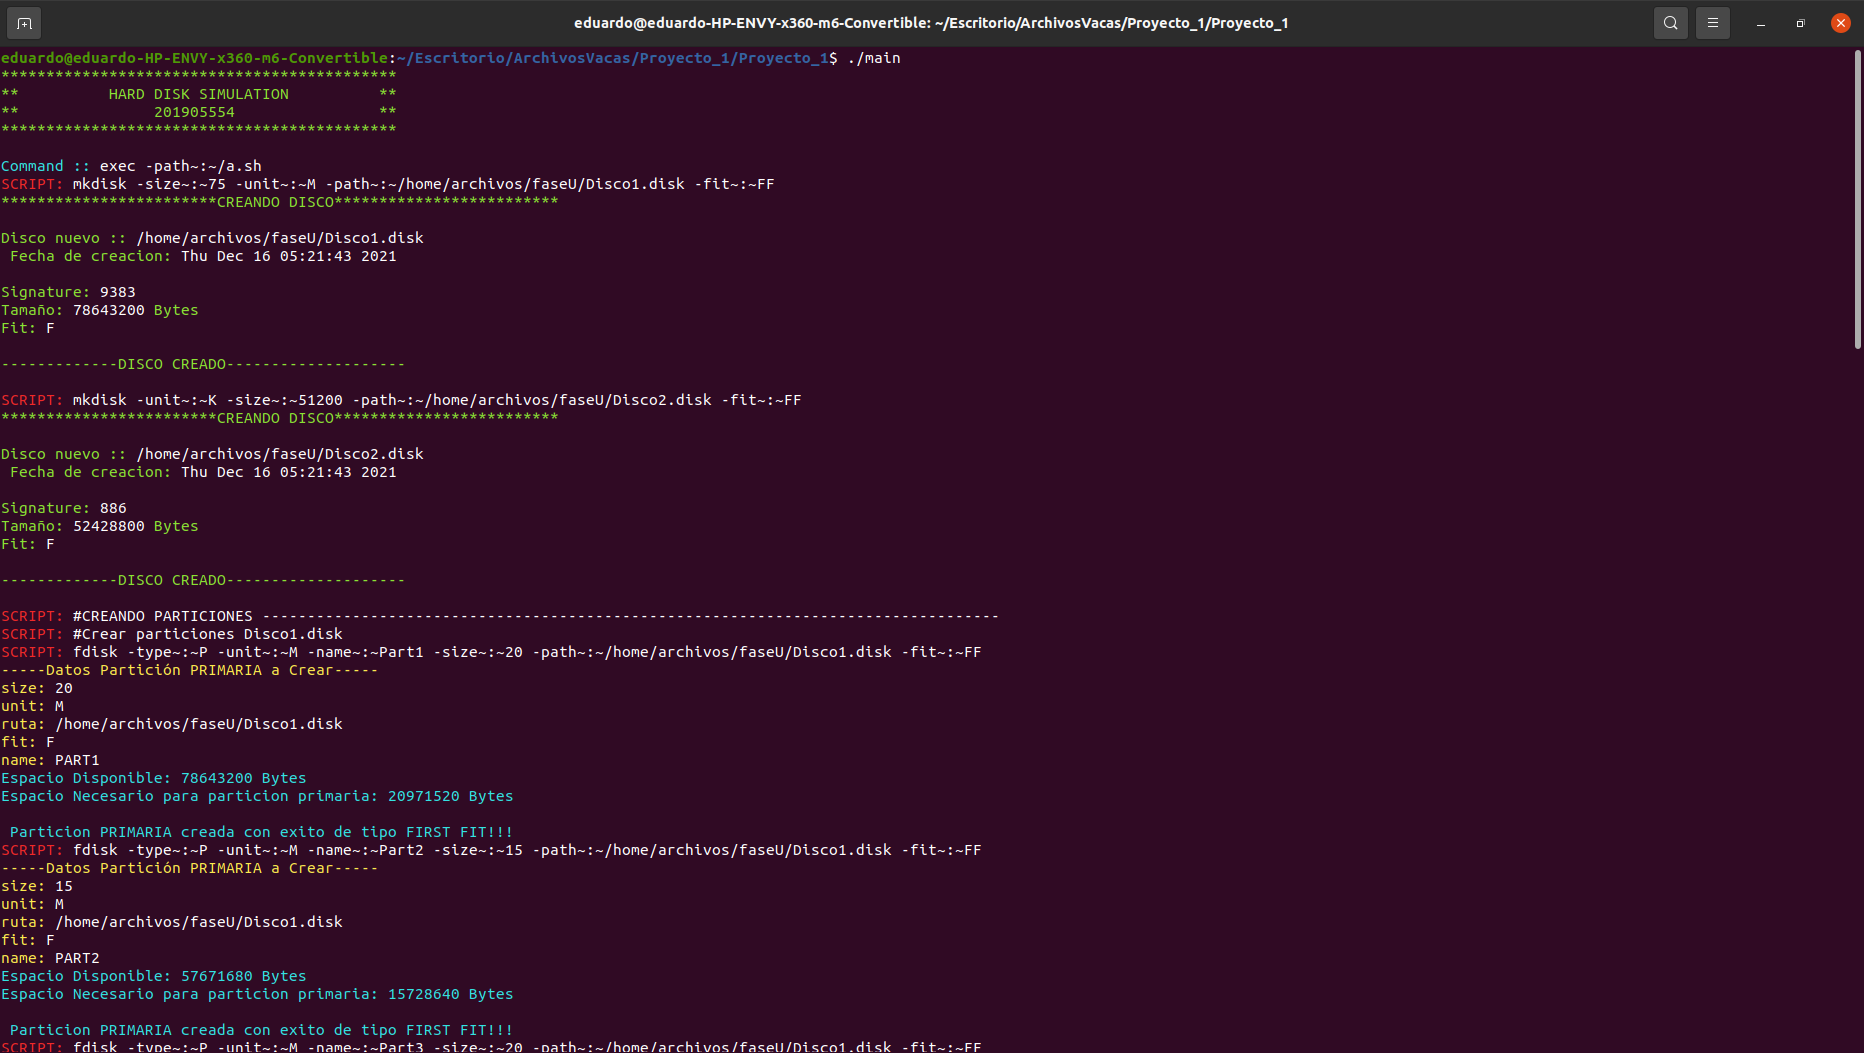 eduardo@eduardo-HP-ENVY-x360-m6-Convertible: ~/Escritorio/ArchivosVacas/Proyecto_1/Proyecto_1
eduardo@eduardo-HP-ENVY-x360-m6-Convertible:~/Escritorio/ArchivosVacas/Proyecto_1/Proyecto_1$ ./main
********************************************
**          HARD DISK SIMULATION          **
**               201905554                **
********************************************
Command :: exec -path~:~/a.sh
SCRIPT: mkdisk -size~:~75 -unit~:~M -path~:~/home/archivos/faseU/Disco1.disk -fit~:~FF
************************CREANDO DISCO*************************
Disco nuevo :: /home/archivos/faseU/Disco1.disk
Fecha de creacion: Thu Dec 16 05:21:43 2021
Signature: 9383
Tamaño: 78643200 Bytes
Fit: F
-------------DISCO CREADO--------------------
SCRIPT: mkdisk -unit~:~K -size~:~51200 -path~:~/home/archivos/faseU/Disco2.disk -fit~:~FF
************************CREANDO DISCO*************************
Disco nuevo :: /home/archivos/faseU/Disco2.disk
Fecha de creacion: Thu Dec 16 05:21:43 2021
Signature: 886
Tamaño: 52428800 Bytes
Fit: F
-------------DISCO CREADO--------------------
SCRIPT: #CREANDO PARTICIONES ----------------------------------------------------------------------------------
SCRIPT: #Crear particiones Disco1.disk
SCRIPT: fdisk -type~:~P -unit~:~M -name~:~Part1 -size~:~20 -path~:~/home/archivos/faseU/Disco1.disk -fit~:~FF
-----Datos Partición PRIMARIA a Crear-----
size: 20
unit: M
ruta: /home/archivos/faseU/Disco1.disk
fit: F
name: PART1
Espacio Disponible: 78643200 Bytes
Espacio Necesario para particion primaria: 20971520 Bytes
Particion PRIMARIA creada con exito de tipo FIRST FIT!!!
SCRIPT: fdisk -type~:~P -unit~:~M -name~:~Part2 -size~:~15 -path~:~/home/archivos/faseU/Disco1.disk -fit~:~FF
-----Datos Partición PRIMARIA a Crear-----
size: 15
unit: M
ruta: /home/archivos/faseU/Disco1.disk
fit: F
name: PART2
Espacio Disponible: 57671680 Bytes
Espacio Necesario para particion primaria: 15728640 Bytes
Particion PRIMARIA creada con exito de tipo FIRST FIT!!!
SCRIPT: fdisk -type~:~P -unit~:~M -name~:~Part3 -size~:~20 -path~:~/home/archivos/faseU/Disco1.disk -fit~:~FF